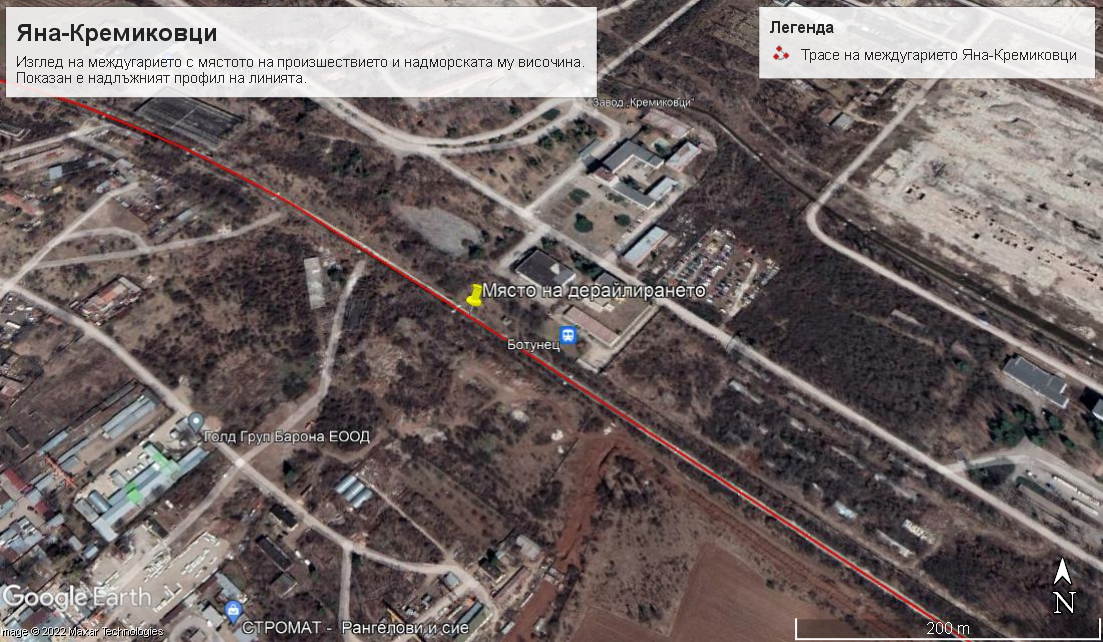 Яна-Кремиковци
Изглед на междугарието с мястото на произшествието и надморската му височина.
Показан е надлъжният профил на линията.
Легенда
Трасе на междугарието Яна-Кремиковци
Завод „Кремиковци"
Място на дерайлирането
Ботунец
Голд Груп Барона ЕООД
Google Earth
СТРОМАТ - Рангелови и сие
mage © 2022 Maxar Technologies
N
200 m